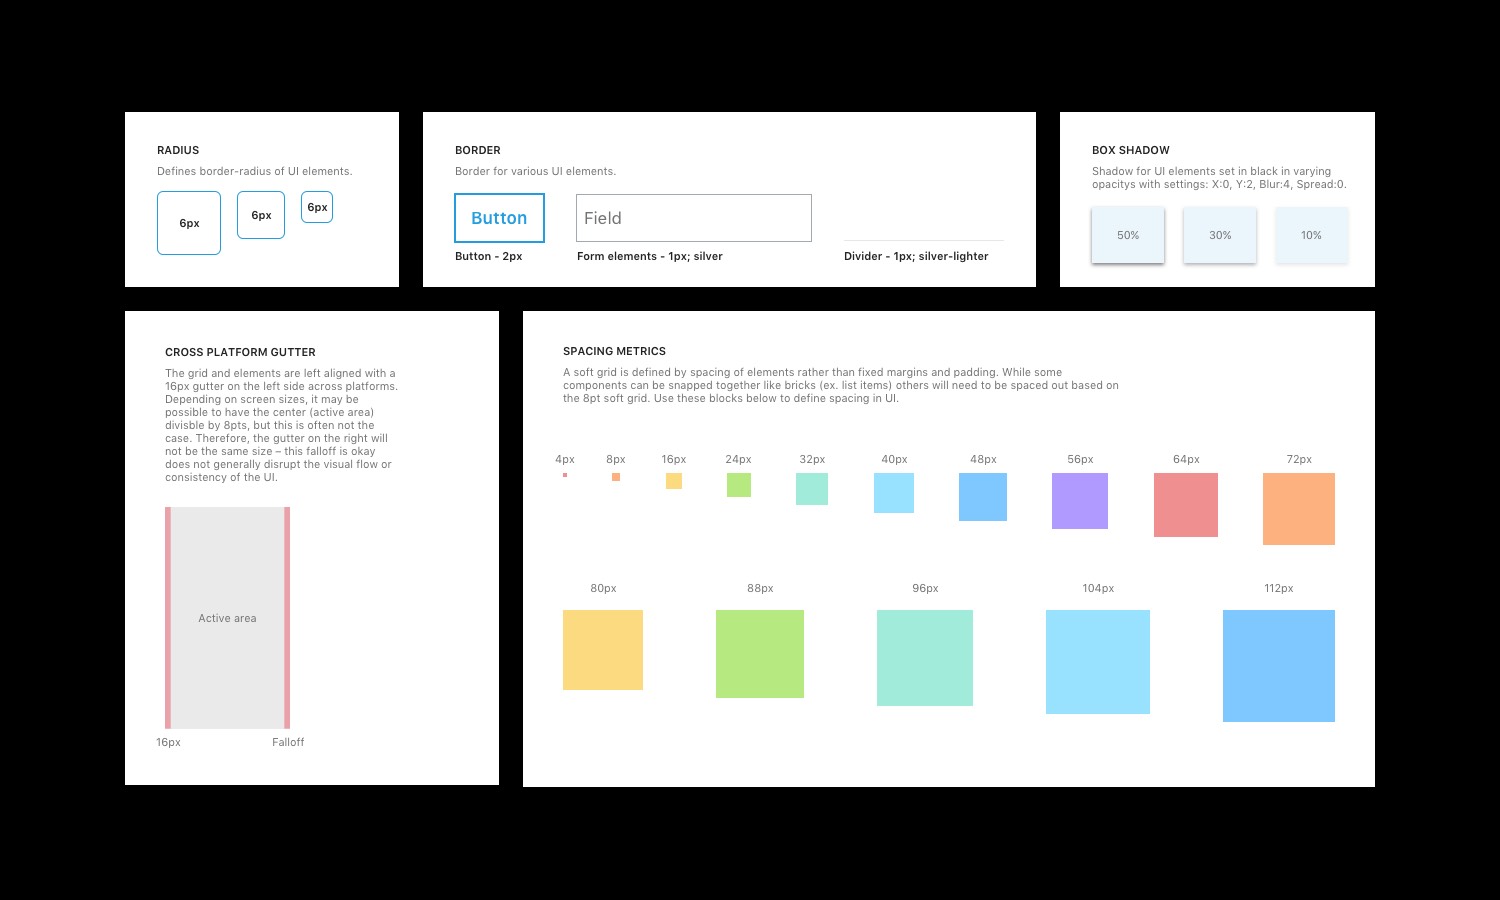 RADIUS
Defines border-radius of UI elements.
6px
6px
6px
BORDER
Border for various UI elements.
Button
Field
Button - 2px
Form elements - 1px; silver
Divider - 1px; silver-lighter
BOX SHADOW
Shadow for UI elements set in black in varying
opacitys with settings: X:0, Y:2, Blur:4, Spread:0.
50%
30%
10%
CROSS PLATFORM GUTTER
The grid and elements are left aligned with a
16px gutter on the left side across platforms.
Depending on screen sizes, it may be
possible to have the center (active area)
divisble by 8pts, but this is often not the
case. Therefore, the gutter on the right will
not be the same size – this falloff is okay
does not generally disrupt the visual flow or
consistency of the UI.
Active area
16px
Falloff
SPACING METRICS
A soft grid is defined by spacing of elements rather than fixed margins and padding. While some
components can be snapped together like bricks (ex. list items) others will need to be spaced out based on
the 8pt soft grid. Use these blocks below to define spacing in UI.
4px
8px
16px
24px
32px
40px
48px
56px
64px
72px
80px
88px
96px
104px
112px